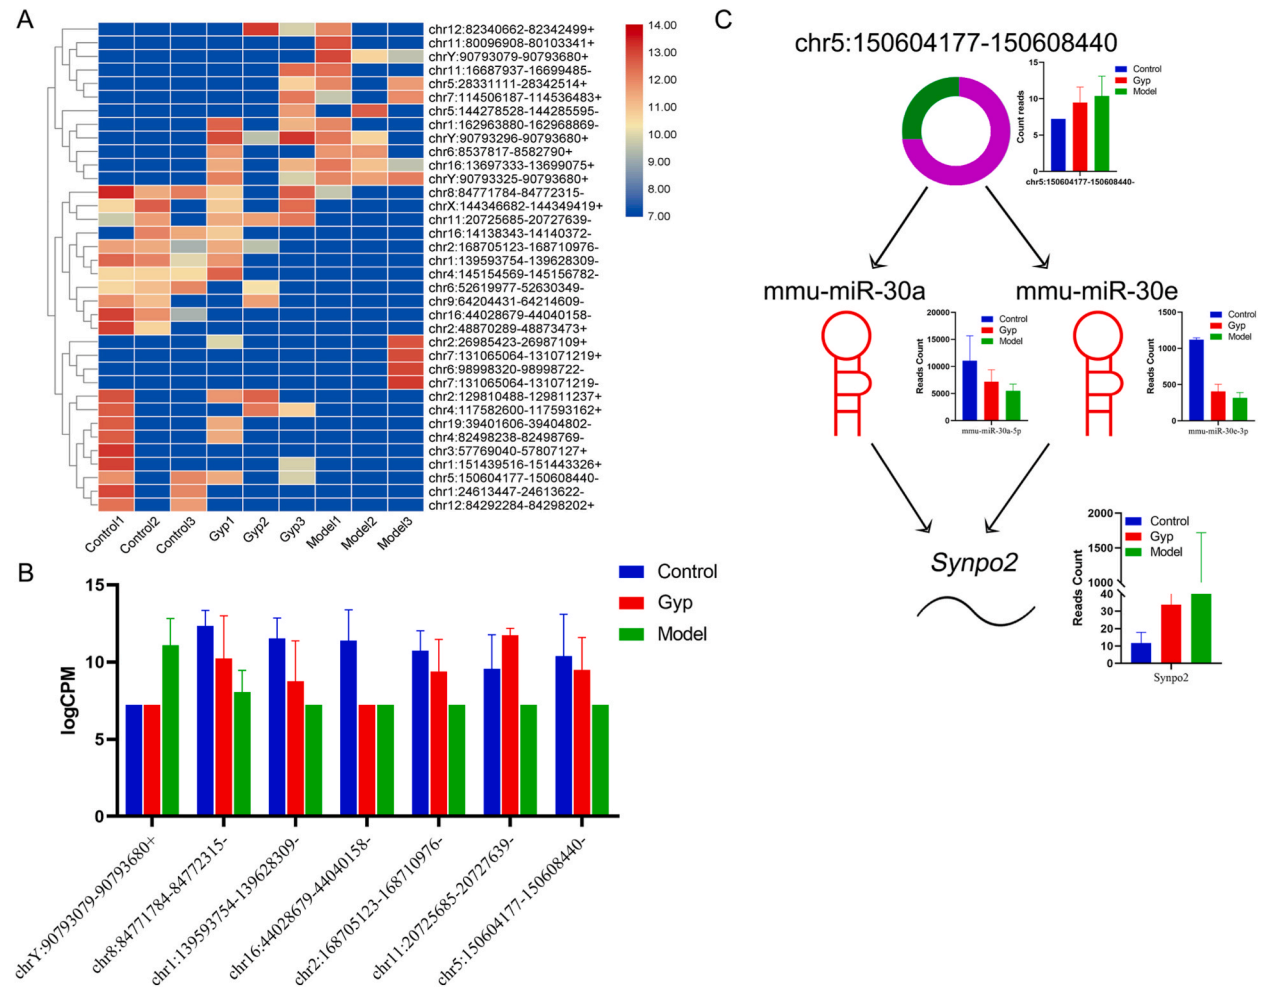 A
14.00
13.00
12.00
11.00
10.00
9.00
8.00
7.00
chr12:82340662-82342499+
chr11:80096908-80103341+
chrY:90793079-90793680+
chr11:16687937-16699485-
chr5:28331111-28342514+
chr7:114506187-114536483+
chr5:144278528-144285595-
chr1:162963880-162968869-
chrY:90793296-90793680+
chr6:8537817-8582790+
chr16:13697333-13699075+
chrY:90793325-90793680+
chr8:84771784-84772315-
chrX:144346682-144349419+
chr11:20725685-20727639-
chr16:14138343-14140372-
chr2:168705123-168710976-
chr1:139593754-139628309-
chr4:145154569-145156782-
chr6:52619977-52630349-
chr9:64204431-64214609-
chr16:44028679-44040158-
chr2:48870289-48873473+
chr2:26985423-26987109+
chr7:131065064-131071219+
chr6:98998320-98998722-
chr7:131065064-131071219-
chr2:129810488-129811237+
chr4:117582600-117593162+
chr19:39401606-39404802-
chr4:82498238-82498769-
chr3:57769040-57807127+
chr1:151439516-151443326+
chr5:150604177-150608440-
chr1:24613447-24613622-
chr12:84292284-84298202+
Control1
Control2
Control3
Gyp1
Gyp2
Gyp3
Model1
Model2
Model3
B
Control
Gyp
Model
logCPM
15
10
5
0
chrY:90793079-90793680+
chr8:84771784-84772315-
chr1:139593754-139628309-
chr16:44028679-44040158-
chr2:168705123-168710976-
chr11:20725685-20727639-
chr5:150604177-150608440-
C
chr5:150604177-150608440
Count reads
15
10
5
0
Control
Gyp
Model
chr5:150604177-150608440-
mmu-miR-30a
mmu-miR-30e
Reads Count
20000
15000
10000
5000
0
Control
Gyp
Model
mmu-miR-30a-5p
Reads Count
1500
1000
500
0
Control
Gyp
Model
mmu-miR-30e-3p
Synpo2
Reads Count
2000
1500
1000
40
30
20
10
0
Control
Gyp
Model
Synpo2